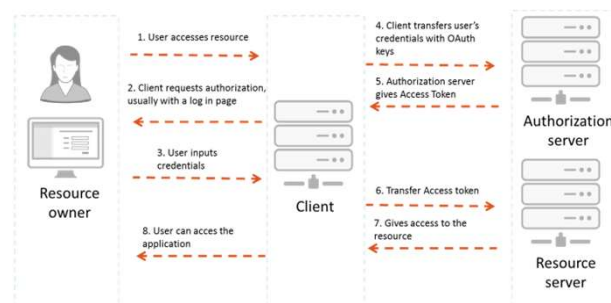 1. User accesses resource
2. Client requests authorization,
usually with a log in page
3. User inputs
credentials
8. User can acces the
application
Resource
owner
Client
4. Client transfers user's
credentials with OAuth
keys
5. Authorization server
gives Access Token
6. Transfer Access token
7. Gives access to the
resource
Authorization
server
Resource
server